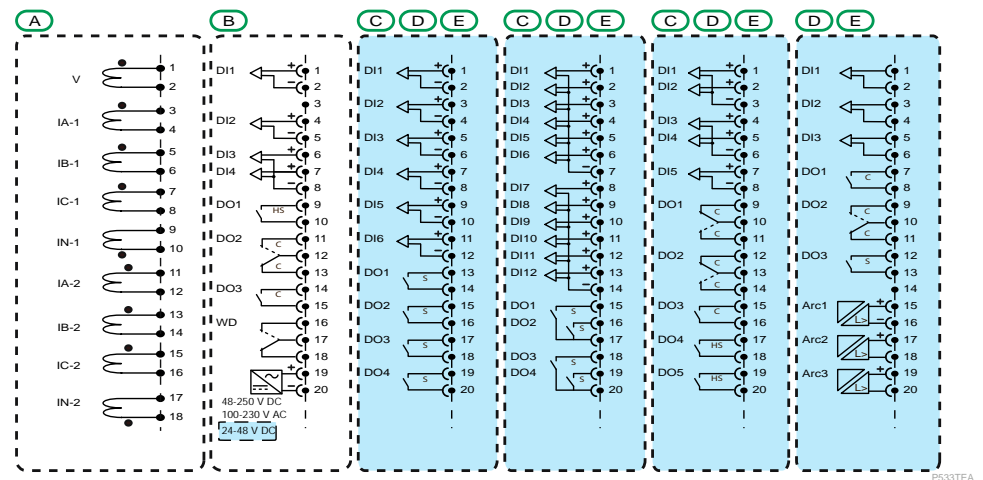 A B C D E C D E C D E D E
V 1
2
IA-1 3
4
IB-1 5
6
IC-1 7
8
IN-1 9
10
IA-2 11
12
IB-2 13
14
IC-2 15
16
IN-2 17
18
DI1 + 1
− 2
3
DI2 + 4
− 5
DI3 + 6
DI4 + 7
− 8
DO1 HS 9
10
DO2 C 11
12
C 13
DO3 C 14
15
WD 16
17
18
+ 19
− 20
48-250 V DC
100-230 V AC
24-48 V DC
DI1 + 1
− 2
DI2 + 3
− 4
DI3 + 5
− 6
DI4 + 7
− 8
DI5 + 9
− 10
DI6 + 11
− 12
DO1 S 13
14
DO2 S 15
16
DO3 S 17
18
DO4 S 19
20
DI1 + 1
DI2 + 2
DI3 + 3
DI4 + 4
DI5 + 5
DI6 + 6
− 7
DI7 + 8
DI8 + 9
DI9 + 10
DI10 + 11
DI11 + 12
DI12 + 13
− 14
DO1 S 15
DO2 S 16
17
DO3 S 18
DO4 S 19
20
DI1 + 1
DI2 + 2
− 3
DI3 + 4
DI4 + 5
− 6
DI5 + 7
− 8
DO1 C 9
10
C 11
DO2 C 12
13
C 14
DO3 C 15
16
DO4 HS 17
18
DO5 HS 19
20
DI1 + 1
− 2
DI2 + 3
− 4
DI3 + 5
− 6
DO1 C 7
8
DO2 C 9
10
C 11
DO3 S 12
13
14
Arc1 L> + 15
− 16
Arc2 L> + 17
− 18
Arc3 L> + 19
− 20
P533TEA